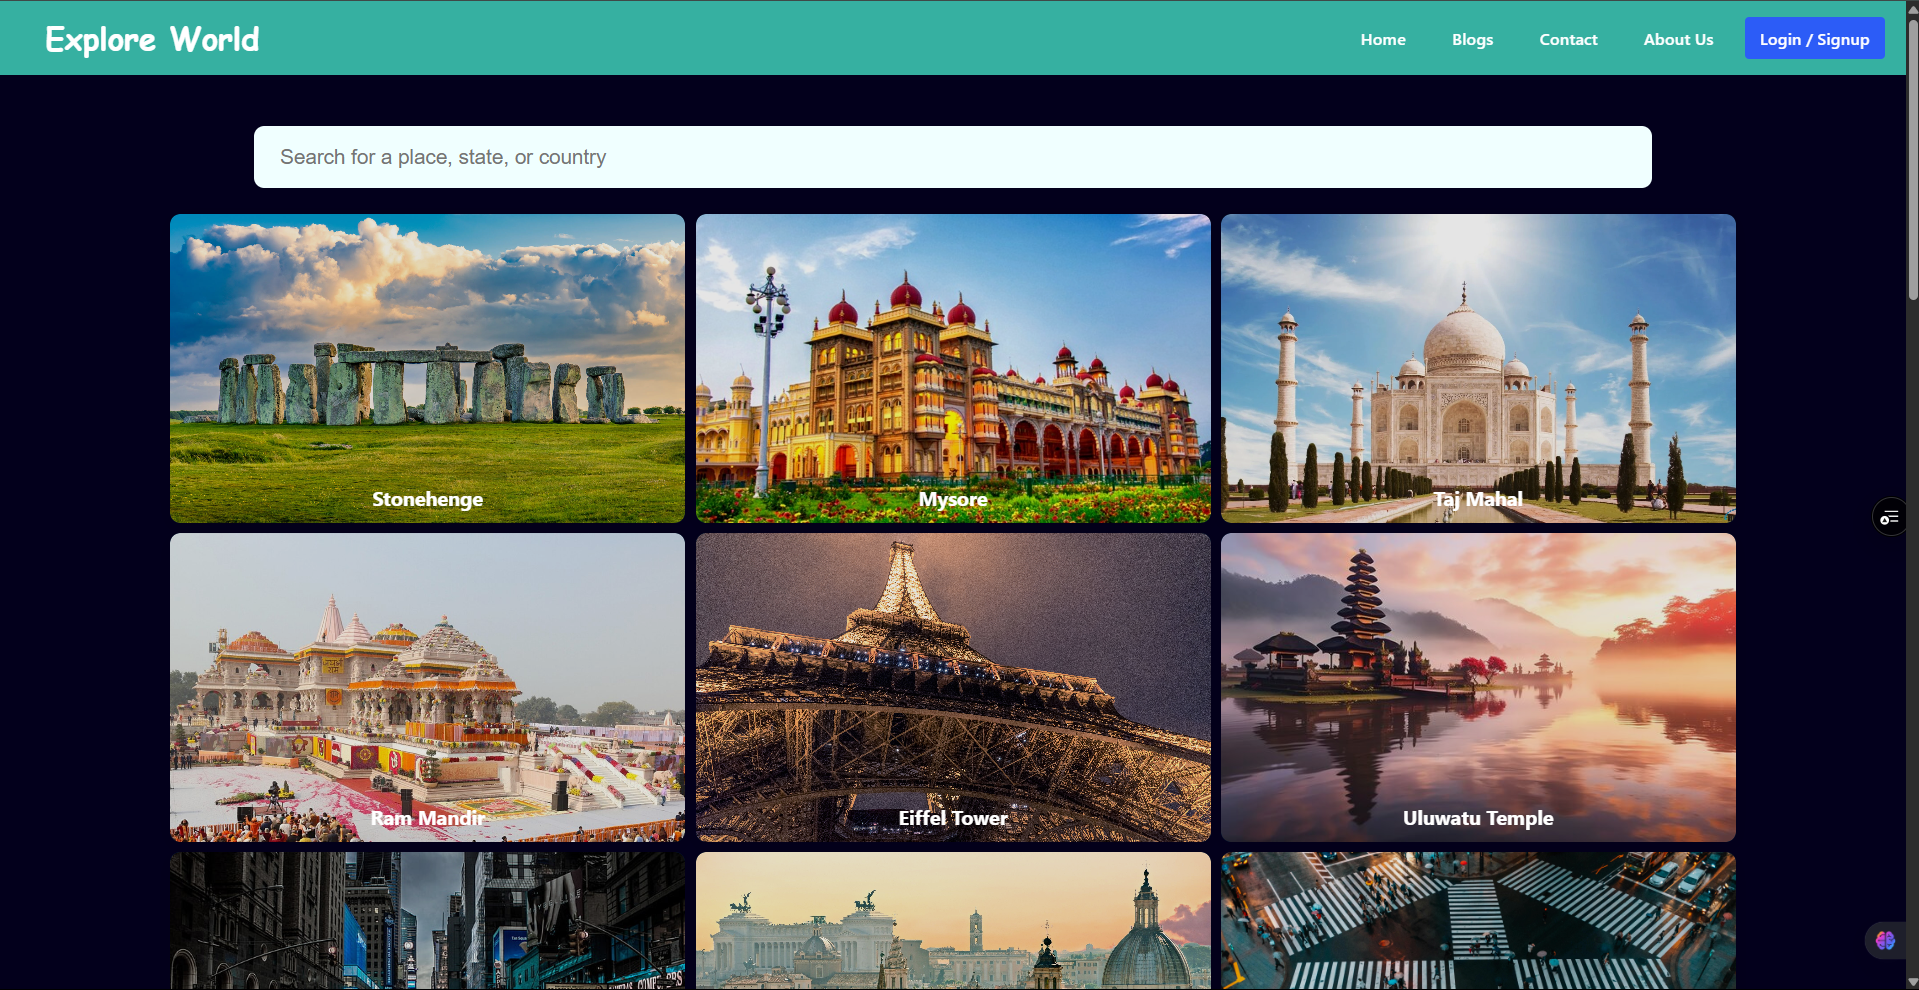 Explore World
Home
Blogs
Contact
About Us
Login / Signup
Search for a place, state, or country
Stonehenge
Mysore
Taj Mahal
Ram Mandir
Eiffel Tower
Uluwatu Temple